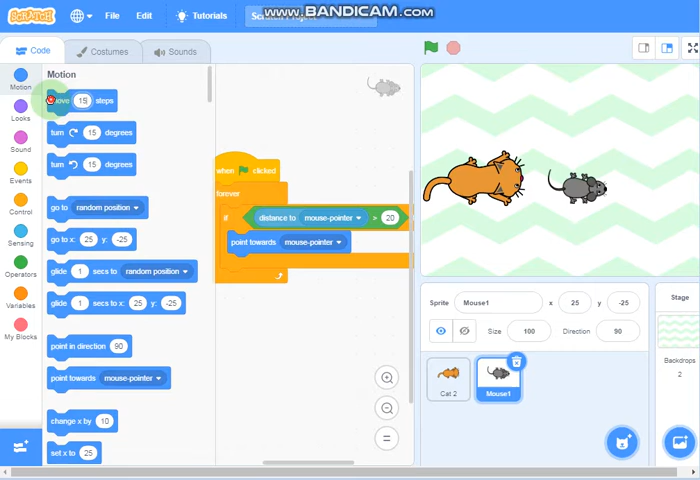 www.BANDICAM.com
SCRATCH File Edit Tutorials Scratch Project
Code Costumes Sounds
Motion
Looks
Sound
Events
Control
Sensing
Operators
Variables
My Blocks
Motion
move 15 steps
turn 15 degrees
turn 15 degrees
go to random position
go to x: 25 y: -25
glide 1 secs to random position
glide 1 secs to x: 25 y: -25
point in direction 90
point towards mouse-pointer
change x by 10
set x to 25
when clicked
forever
if distance to mouse-pointer > 20
point towards mouse-pointer
Sprite Mouse1 x 25 y -25
Size 100 Direction 90
Cat 2
Mouse1
Stage
Backdrops
2